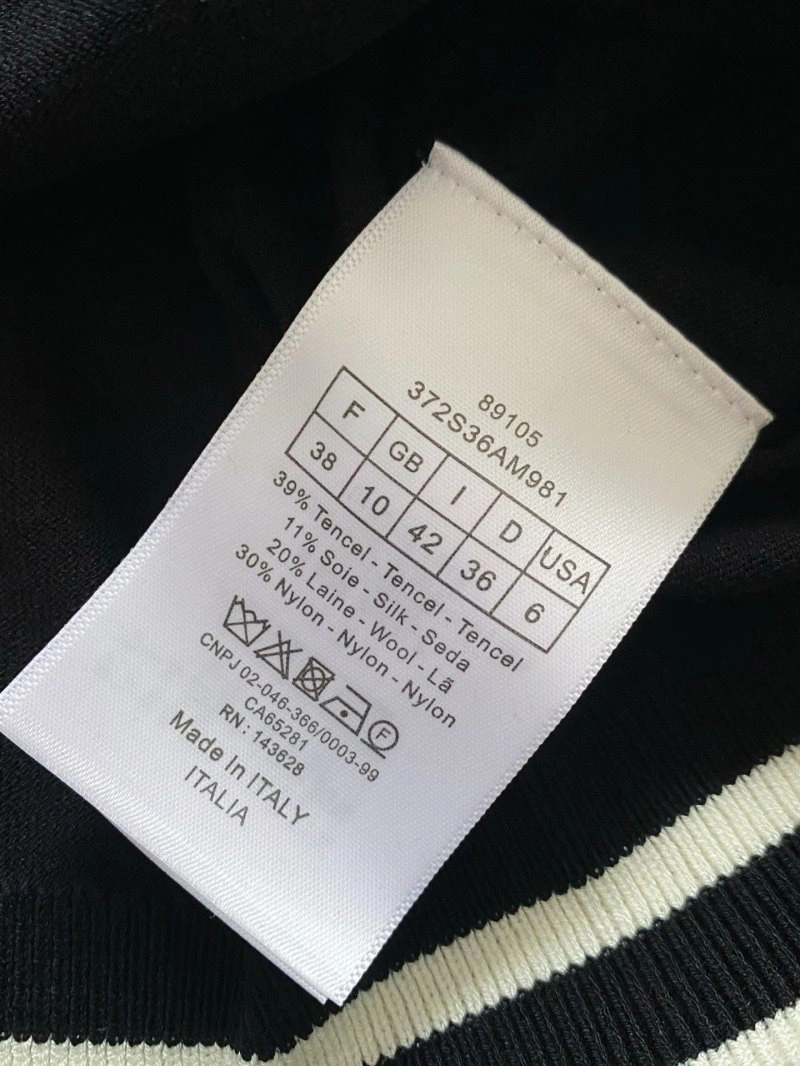 89105
372S36AM981
F GB I D USA
38 10 42 36 6
39% Tencel - Tencel - Tencel
11% Soie - Silk - Seda
20% Laine - Wool - Lã
30% Nylon - Nylon - Nylon
F
CNPJ 02-046-366/0003-99
CA65281
RN : 143628
Made In ITALY
ITALIA